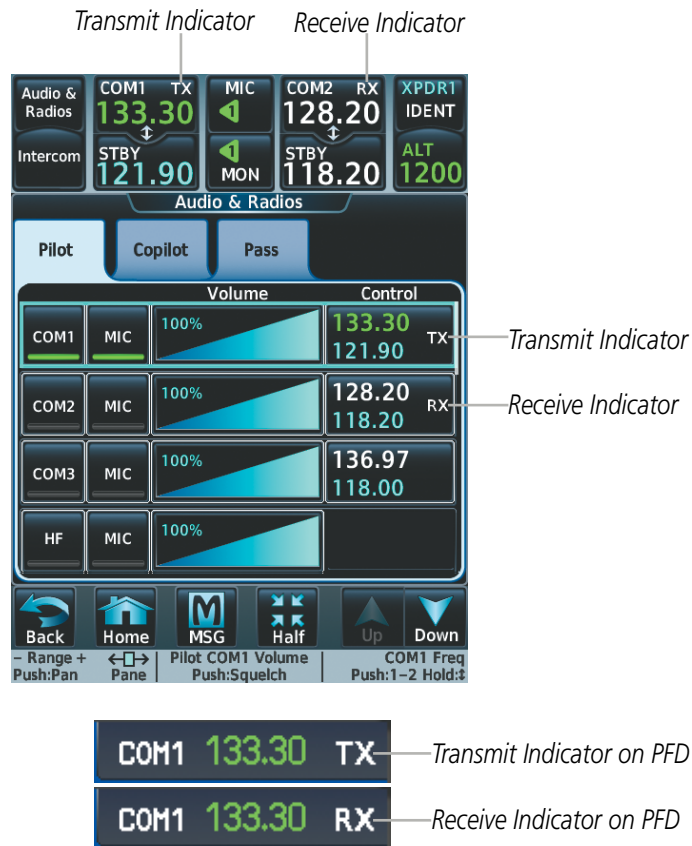 Transmit Indicator Receive Indicator
Audio & Radios COM1 TX 133.30 MIC 1 COM2 RX 128.20 XPDR1 IDENT
Intercom STBY 121.90 1 MON STBY 118.20 ALT 1200
Audio & Radios
Pilot Copilot Pass
Volume Control
COM1 MIC 100% 133.30 121.90 TX Transmit Indicator
COM2 MIC 100% 128.20 118.20 RX Receive Indicator
COM3 MIC 100% 136.97 118.00
HF MIC 100%
Back Home MSG Half Up Down
– Range + Push:Pan Pane Pilot COM1 Volume Push:Squelch COM1 Freq Push:1–2 Hold:↕
COM1 133.30 TX Transmit Indicator on PFD
COM1 133.30 RX Receive Indicator on PFD